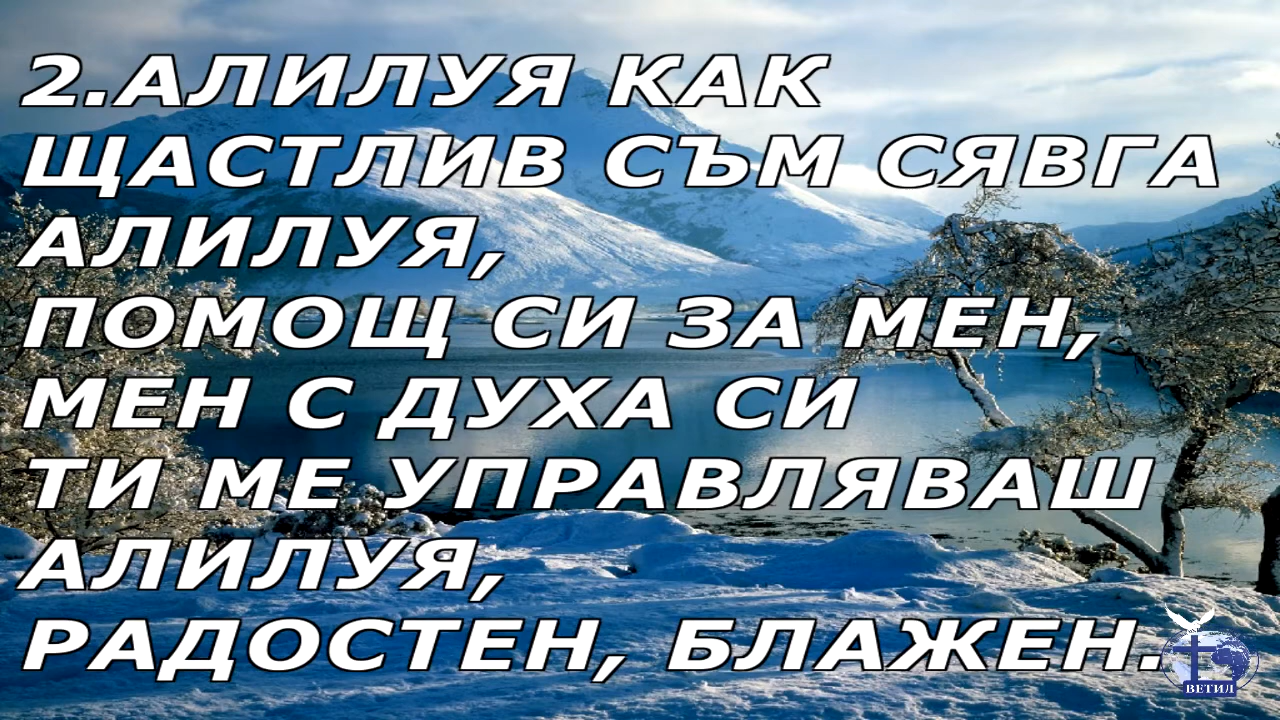 2.АЛИЛУЯ КАК
ЩАСТЛИВ СЪМ СЯВГА
АЛИЛУЯ,
ПОМОЩ СИ ЗА МЕН,
МЕН С ДУХА СИ
ТИ МЕ УПРАВЛЯВАШ
АЛИЛУЯ,
РАДОСТЕН, БЛАЖЕН.
ВЕТИЛ